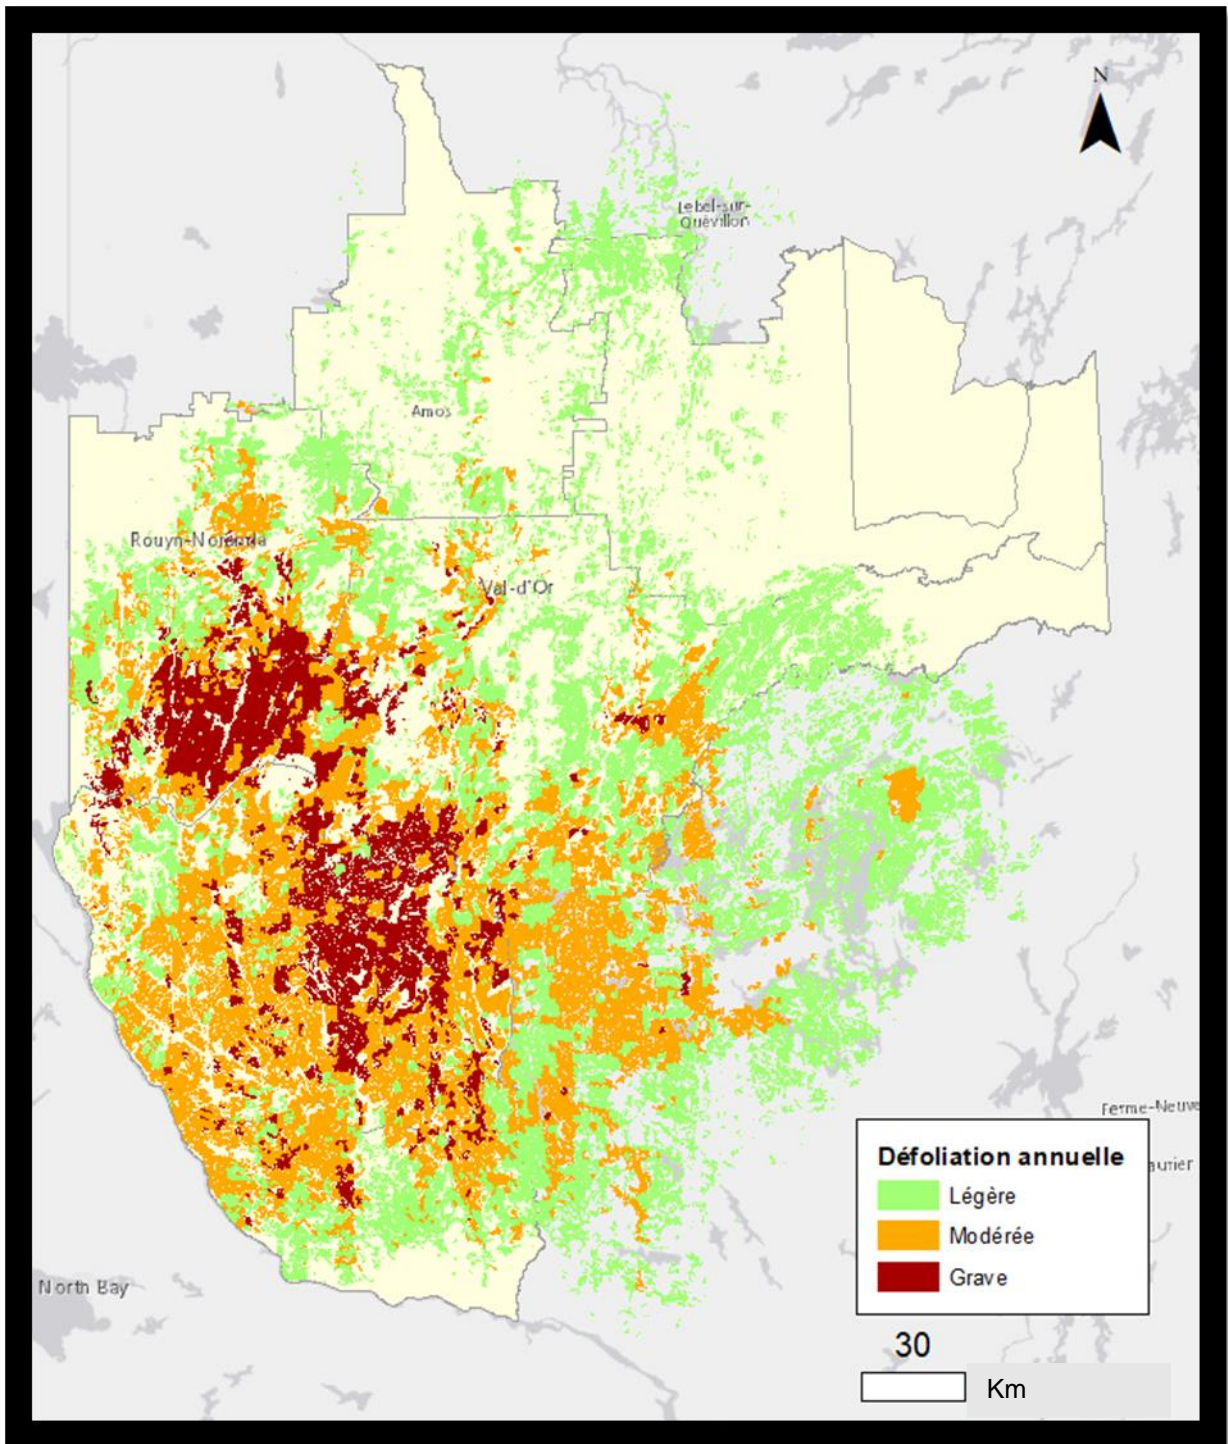 N
Lebel-sur-
Quévillon
Amos
Rouyn-Noranda
Val-d'Or
Ferme-Neuve
aurier
Défoliation annuelle
Légère
Modérée
Grave
North Bay
30
Km